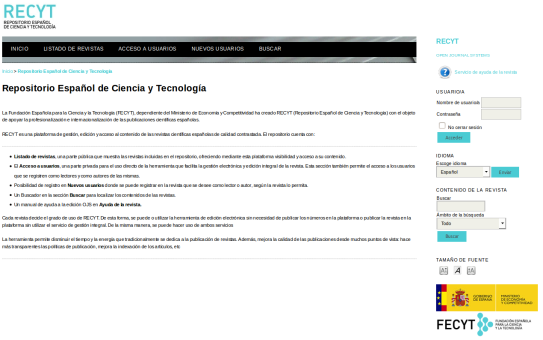 RECYT
REPOSITORIO ESPAÑOL
DE CIENCIA Y TECNOLOGÍA
INICIO LISTADO DE REVISTAS ACCESO A USUARIOS NUEVOS USUARIOS BUSCAR
Inicio > Repositorio Español de Ciencia y Tecnología
Repositorio Español de Ciencia y Tecnología
La Fundación Española para la Ciencia y la Tecnología (FECYT), dependiente del Ministerio de Economía y Competitividad ha creado RECYT (Repositorio Español de Ciencia y Tecnología) con el objeto
de apoyar la profesionalización e internacionalización de las publicaciones científicas españolas.
RECYT es una plataforma de gestión, edición y acceso al contenido de las revistas científicas españolas de calidad contrastada. El repositorio cuenta con:
• Listado de revistas, una parte pública que muestra las revistas incluidas en el repositorio, ofreciendo mediante esta plataforma visibilidad y acceso a su contenido.
• El Acceso a usuarios, una parte privada para el uso directo de la herramienta que facilita la gestión electrónica y edición integral de la revista. Esta sección también permite el acceso a los usuarios
que se registren como lectores y como autores de las mismas.
• Posibilidad de registro en Nuevos usuarios donde se puede registrar en la revista que se desee como lector o autor, según la revista lo permita.
• Un Buscador en la sección Buscar para localizar los contenidos de las revistas.
• Un manual de ayuda a la edición OJS en Ayuda de la revista.
Cada revista decide el grado de uso de RECYT. De esta forma, se puede o utilizar la herramienta de edición electrónica sin necesidad de publicar los números en la plataforma o publicar la revista en la
plataforma sin utilizar el servicio de gestión integral. De la misma manera, se puede hacer uso de ambos servicios
La herramienta permite disminuir el tiempo y la energía que tradicionalmente se dedica a la publicación de revistas. Además, mejora la calidad de las publicaciones desde muchos puntos de vista: hace
más transparentes las políticas de publicación, mejora la indexación de los artículos, etc
RECYT
OPEN JOURNAL SYSTEMS
Servicio de ayuda de la revista
USUARIO/A
Nombre de usuario/a
Contraseña
No cerrar sesión
Acceder
IDIOMA
Escoge idioma
Español Enviar
CONTENIDO DE LA REVISTA
Buscar
Ámbito de la búsqueda
Todo
Buscar
TAMAÑO DE FUENTE
A A A
GOBIERNO
DE ESPAÑA
MINISTERIO
DE ECONOMÍA
Y COMPETITIVIDAD
FECYT
FUNDACIÓN ESPAÑOLA
PARA LA CIENCIA
Y LA TECNOLOGÍA